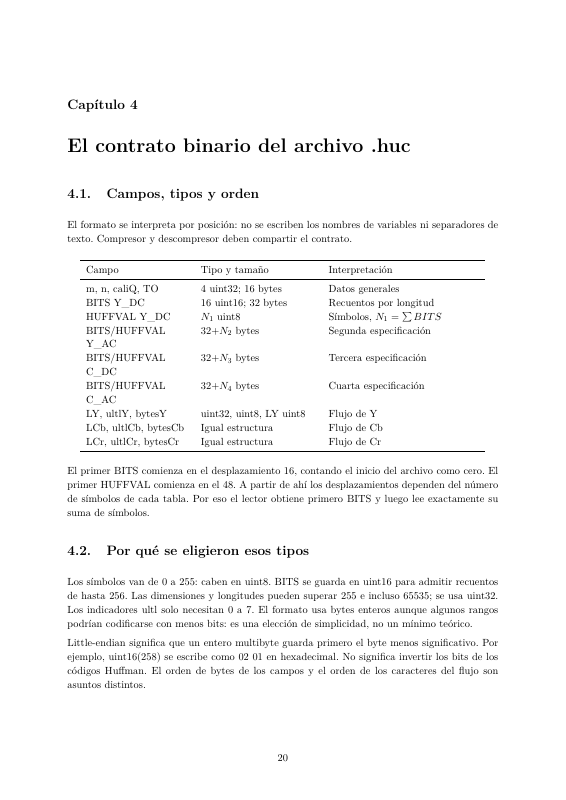 Capítulo 4
El contrato binario del archivo .huc
4.1. Campos, tipos y orden
El formato se interpreta por posición: no se escriben los nombres de variables ni separadores de
texto. Compresor y descompresor deben compartir el contrato.
Campo Tipo y tamaño Interpretación
m, n, caliQ, TO 4 uint32; 16 bytes Datos generales
BITS Y_DC 16 uint16; 32 bytes Recuentos por longitud
HUFFVAL Y_DC N₁ uint8 Símbolos, N₁ = ∑ BITS
BITS/HUFFVAL 32+N₂ bytes Segunda especificación
Y_AC
BITS/HUFFVAL 32+N₃ bytes Tercera especificación
C_DC
BITS/HUFFVAL 32+N₄ bytes Cuarta especificación
C_AC
LY, ultlY, bytesY uint32, uint8, LY uint8 Flujo de Y
LCb, ultlCb, bytesCb Igual estructura Flujo de Cb
LCr, ultlCr, bytesCr Igual estructura Flujo de Cr
El primer BITS comienza en el desplazamiento 16, contando el inicio del archivo como cero. El
primer HUFFVAL comienza en el 48. A partir de ahí los desplazamientos dependen del número
de símbolos de cada tabla. Por eso el lector obtiene primero BITS y luego lee exactamente su
suma de símbolos.
4.2. Por qué se eligieron esos tipos
Los símbolos van de 0 a 255: caben en uint8. BITS se guarda en uint16 para admitir recuentos
de hasta 256. Las dimensiones y longitudes pueden superar 255 e incluso 65535; se usa uint32.
Los indicadores ultl solo necesitan 0 a 7. El formato usa bytes enteros aunque algunos rangos
podrían codificarse con menos bits: es una elección de simplicidad, no un mínimo teórico.
Little-endian significa que un entero multibyte guarda primero el byte menos significativo. Por
ejemplo, uint16(258) se escribe como 02 01 en hexadecimal. No significa invertir los bits de los
códigos Huffman. El orden de bytes de los campos y el orden de los caracteres del flujo son
asuntos distintos.
20